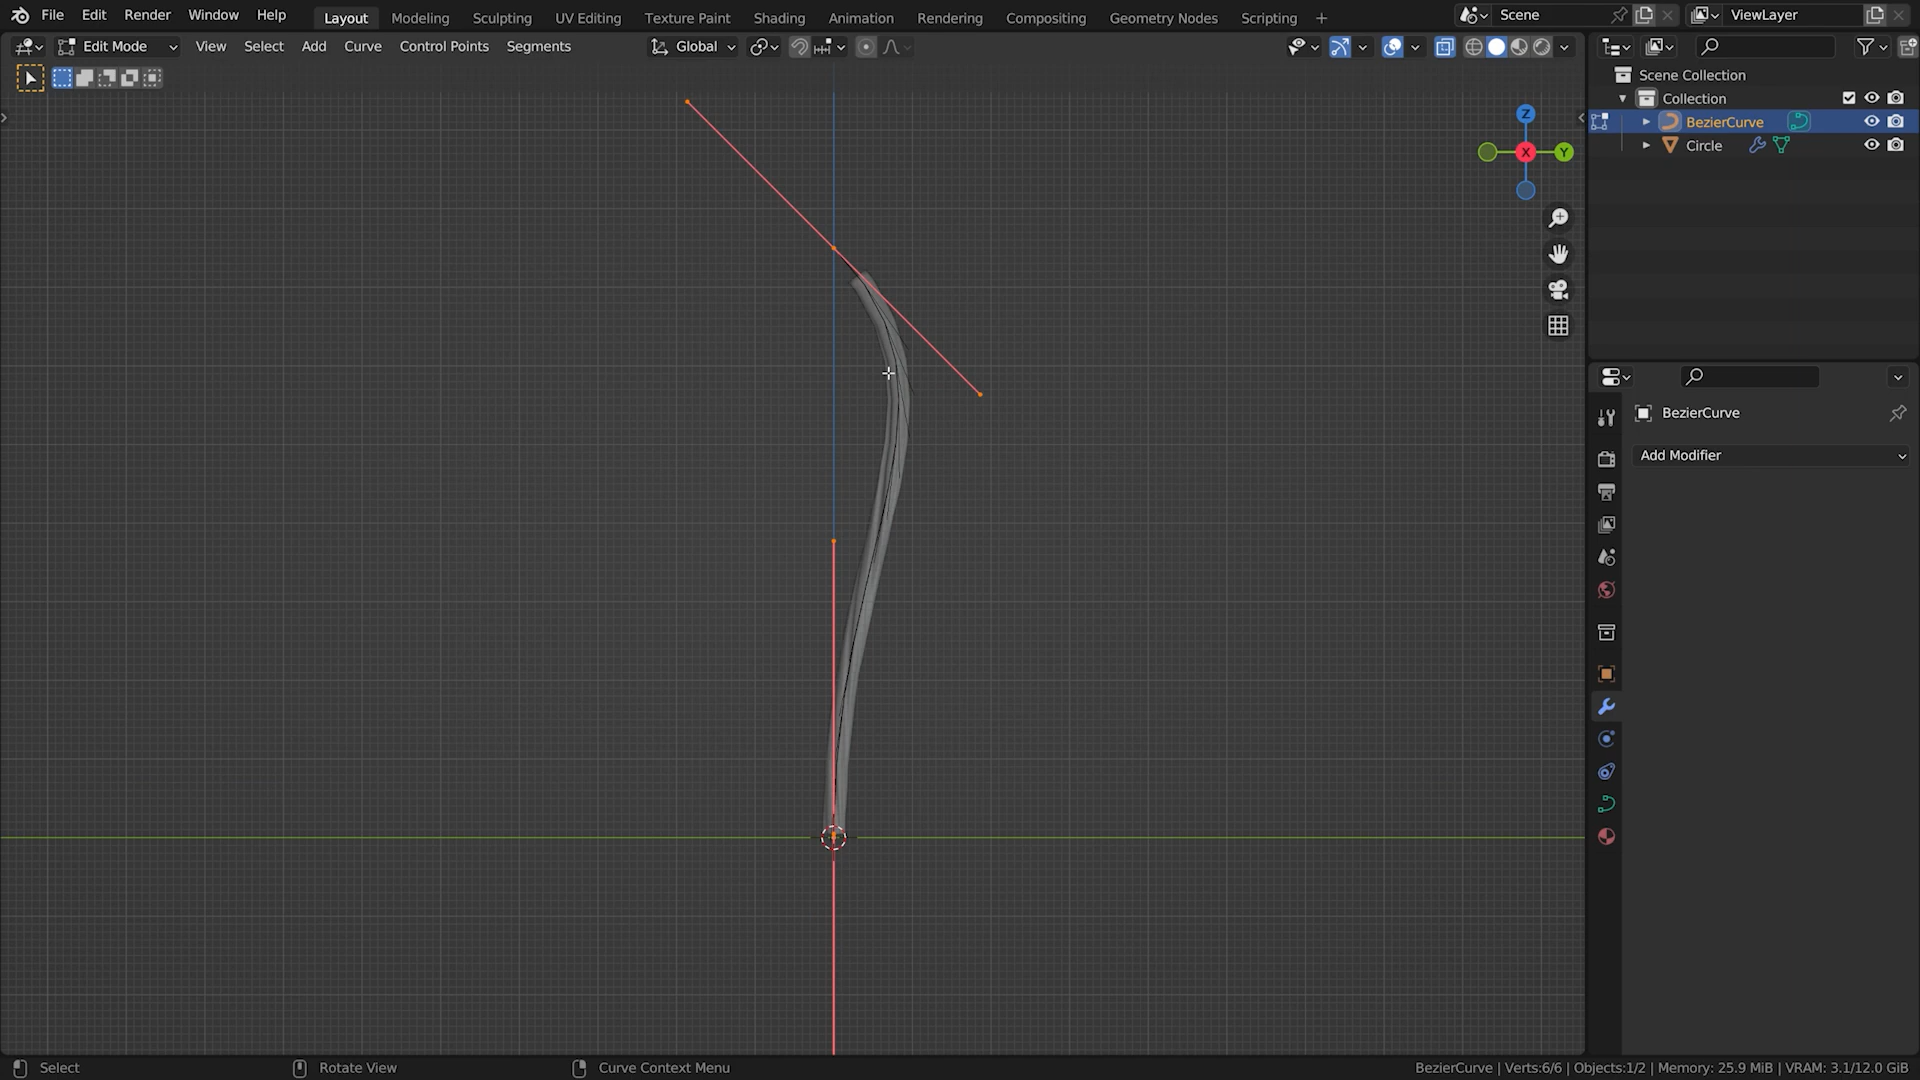 File Edit Render Window Help Layout Modeling Sculpting UV Editing Texture Paint Shading Animation Rendering Compositing Geometry Nodes Scripting + Scene ViewLayer
Edit Mode View Select Add Curve Control Points Segments Global
Scene Collection
Collection
BezierCurve
Circle
Z
X
Y
BezierCurve
Add Modifier
Select Rotate View Curve Context Menu BezierCurve | Verts:6/6 | Objects:1/2 | Memory: 25.9 MiB | VRAM: 3.1/12.0 GiB